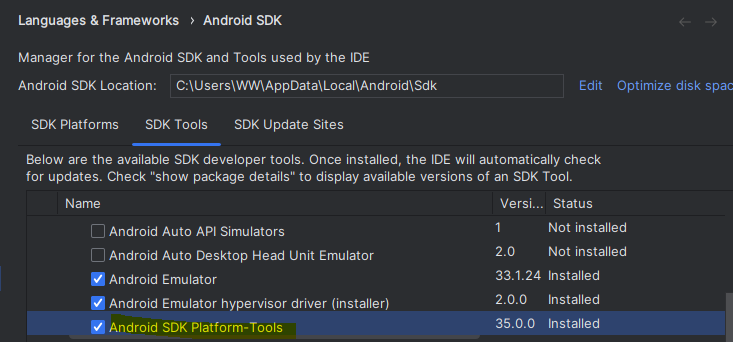 Languages & Frameworks › Android SDK
Manager for the Android SDK and Tools used by the IDE
Android SDK Location: C:\Users\WW\AppData\Local\Android\Sdk Edit Optimize disk spac
SDK Platforms SDK Tools SDK Update Sites
Below are the available SDK developer tools. Once installed, the IDE will automatically check
for updates. Check "show package details" to display available versions of an SDK Tool.
Name Versi... Status
Android Auto API Simulators 1 Not installed
Android Auto Desktop Head Unit Emulator 2.0 Not installed
Android Emulator 33.1.24 Installed
Android Emulator hypervisor driver (installer) 2.0.0 Installed
Android SDK Platform-Tools 35.0.0 Installed